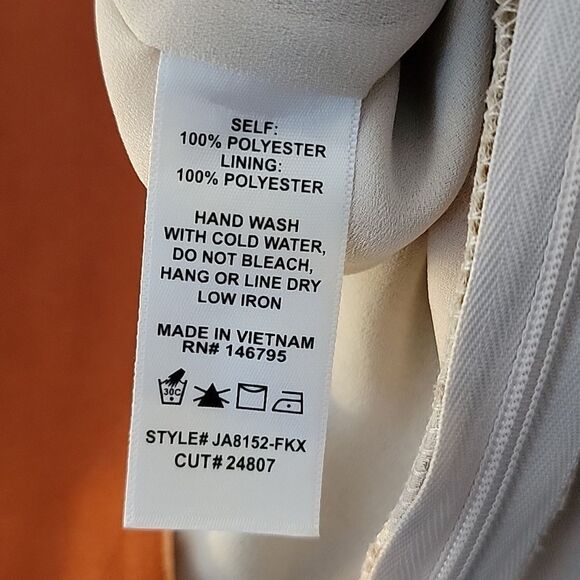 SELF:
100% POLYESTER
LINING:
100% POLYESTER
HAND WASH
WITH COLD WATER,
DO NOT BLEACH,
HANG OR LINE DRY
LOW IRON
MADE IN VIETNAM
RN# 146795
30C
STYLE# JA8152-FKX
CUT# 24807